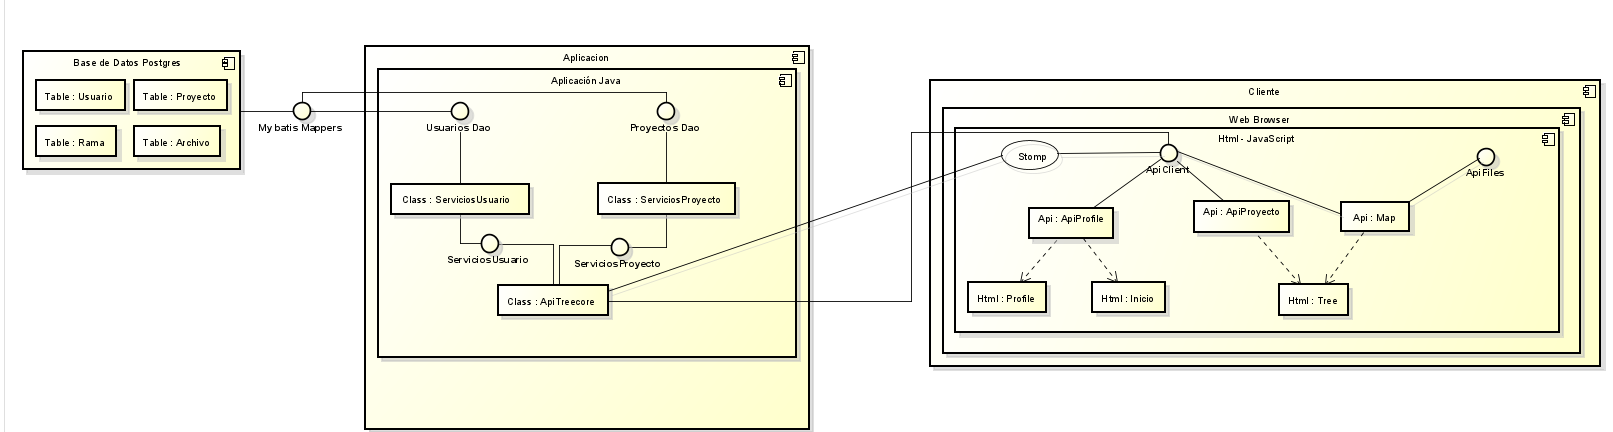 Base de Datos Postgres
Table : Usuario
Table : Proyecto
Table : Rama
Table : Archivo
Mybatis Mappers
Aplicacion
Aplicación Java
Usuarios Dao
Proyectos Dao
Class : ServiciosUsuario
Class : ServiciosProyecto
ServiciosUsuario
ServiciosProyecto
Class : ApiTreecore
Cliente
Web Browser
Html - JavaScript
Stomp
ApiClient
ApiFiles
Api : ApiProfile
Api : ApiProyecto
Api : Map
Html : Profile
Html : Inicio
Html : Tree